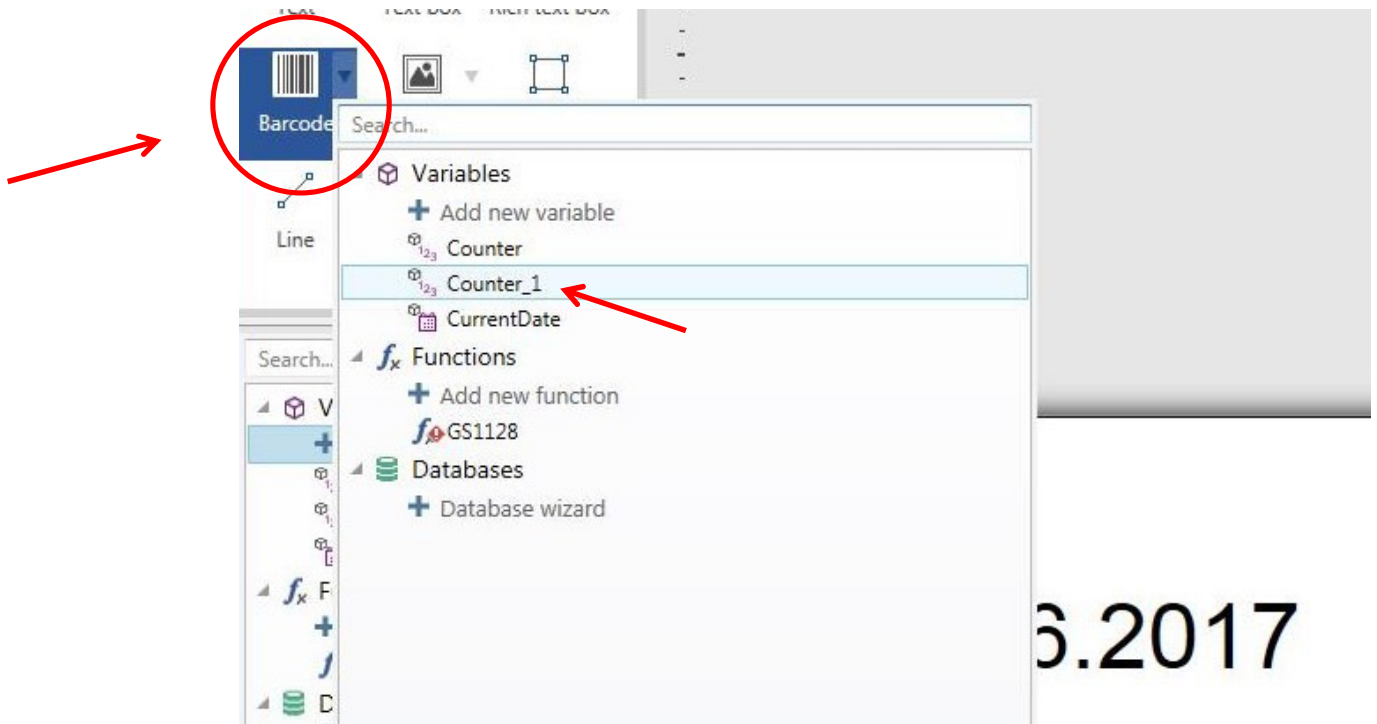 Text Text box Rich text box
Barcode
Search...
Variables
Add new variable
Line
Counter
Counter_1
CurrentDate
Search...
Functions
Add new function
GS1128
Databases
Database wizard
V
F
D
6.2017